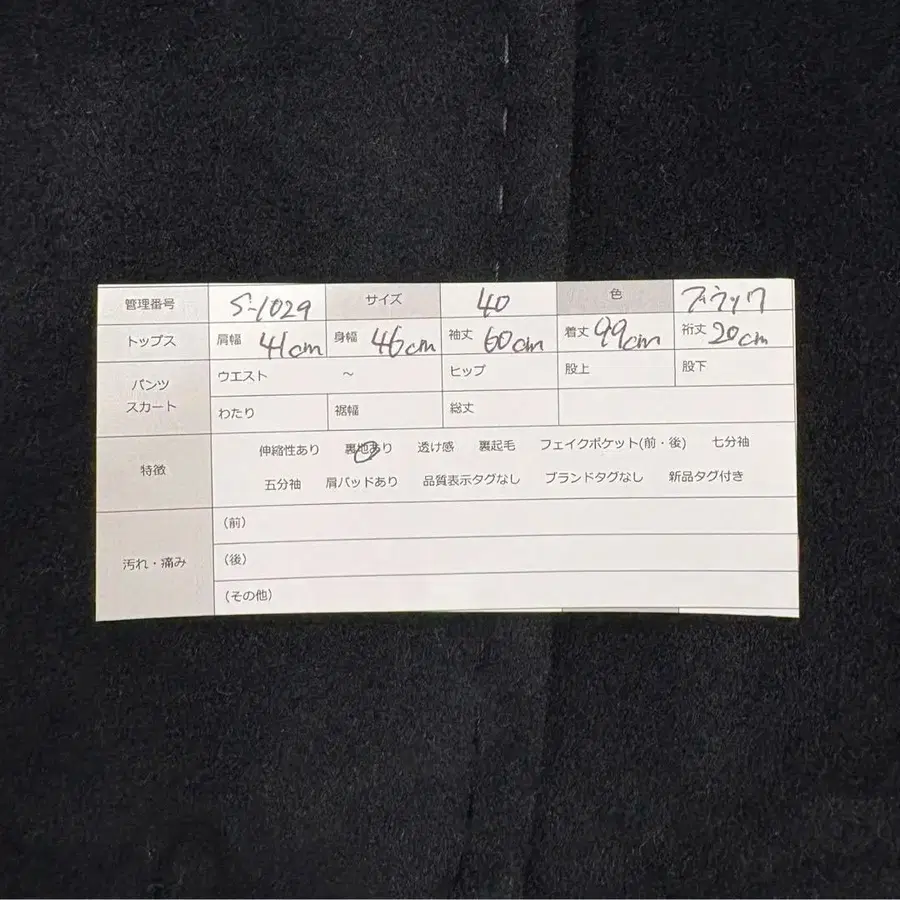 管理番号 S-1029 サイズ 40 色 ブラック
トップス 肩幅 41cm 身幅 46cm 袖丈 60cm 着丈 99cm 裄丈 20cm
パンツ スカート ウエスト ～ ヒップ 股上 股下
わたり 裾幅 総丈
特徴 伸縮性あり 裏地あり 透け感 裏起毛 フェイクポケット(前・後) 七分袖
五分袖 肩パッドあり 品質表示タグなし ブランドタグなし 新品タグ付き
汚れ・痛み (前)
(後)
(その他)